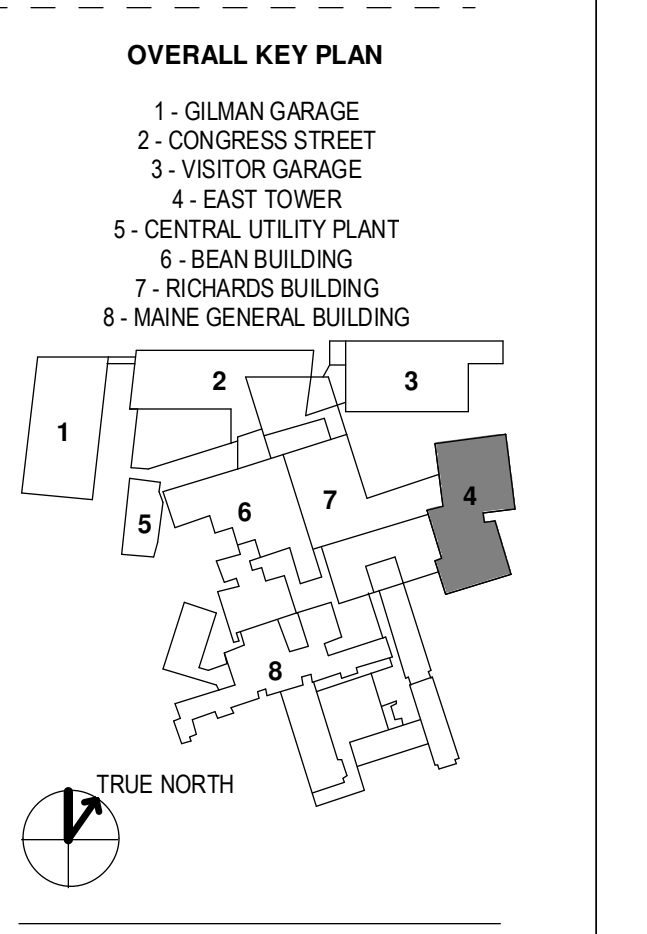 OVERALL KEY PLAN
1 - GILMAN GARAGE
2 - CONGRESS STREET
3 - VISITOR GARAGE
4 - EAST TOWER
5 - CENTRAL UTILITY PLANT
6 - BEAN BUILDING
7 - RICHARDS BUILDING
8 - MAINE GENERAL BUILDING
2
3
1
4
7
6
5
8
TRUE NORTH